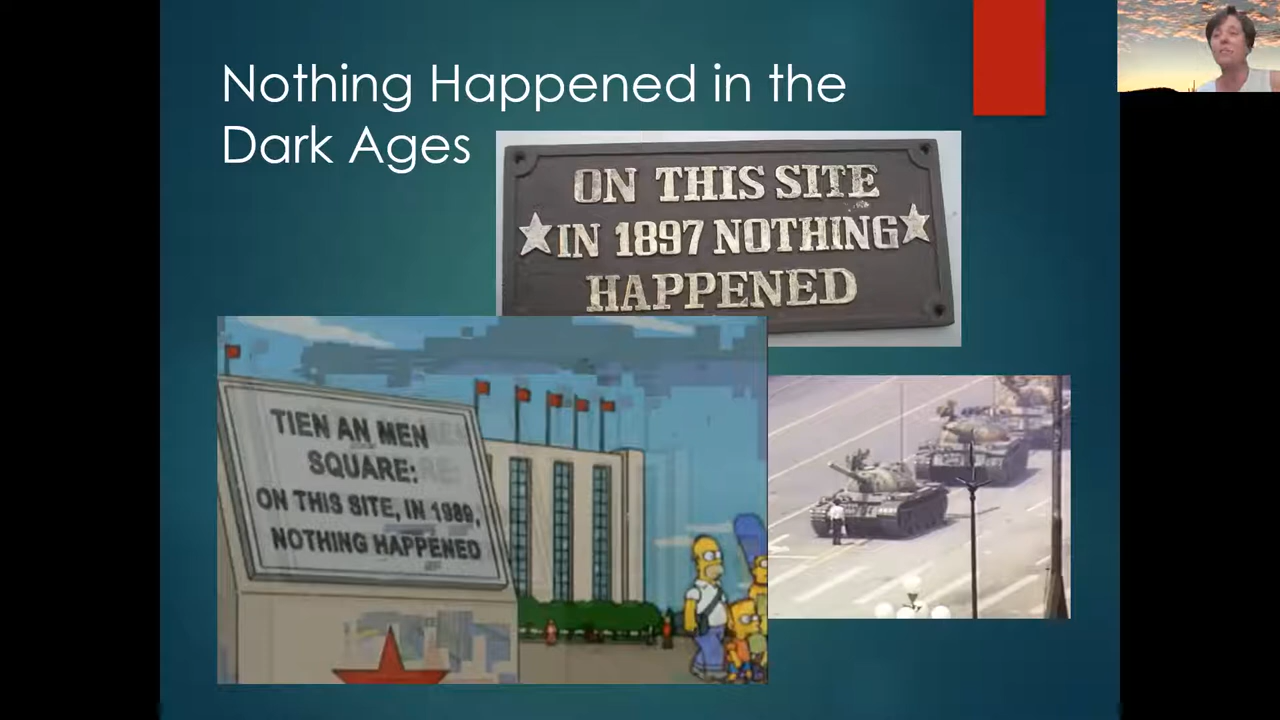 Nothing Happened in the
Dark Ages
ON THIS SITE
IN 1897 NOTHING
HAPPENED
TIEN AN MEN
SQUARE:
ON THIS SITE, IN 1989,
NOTHING HAPPENED